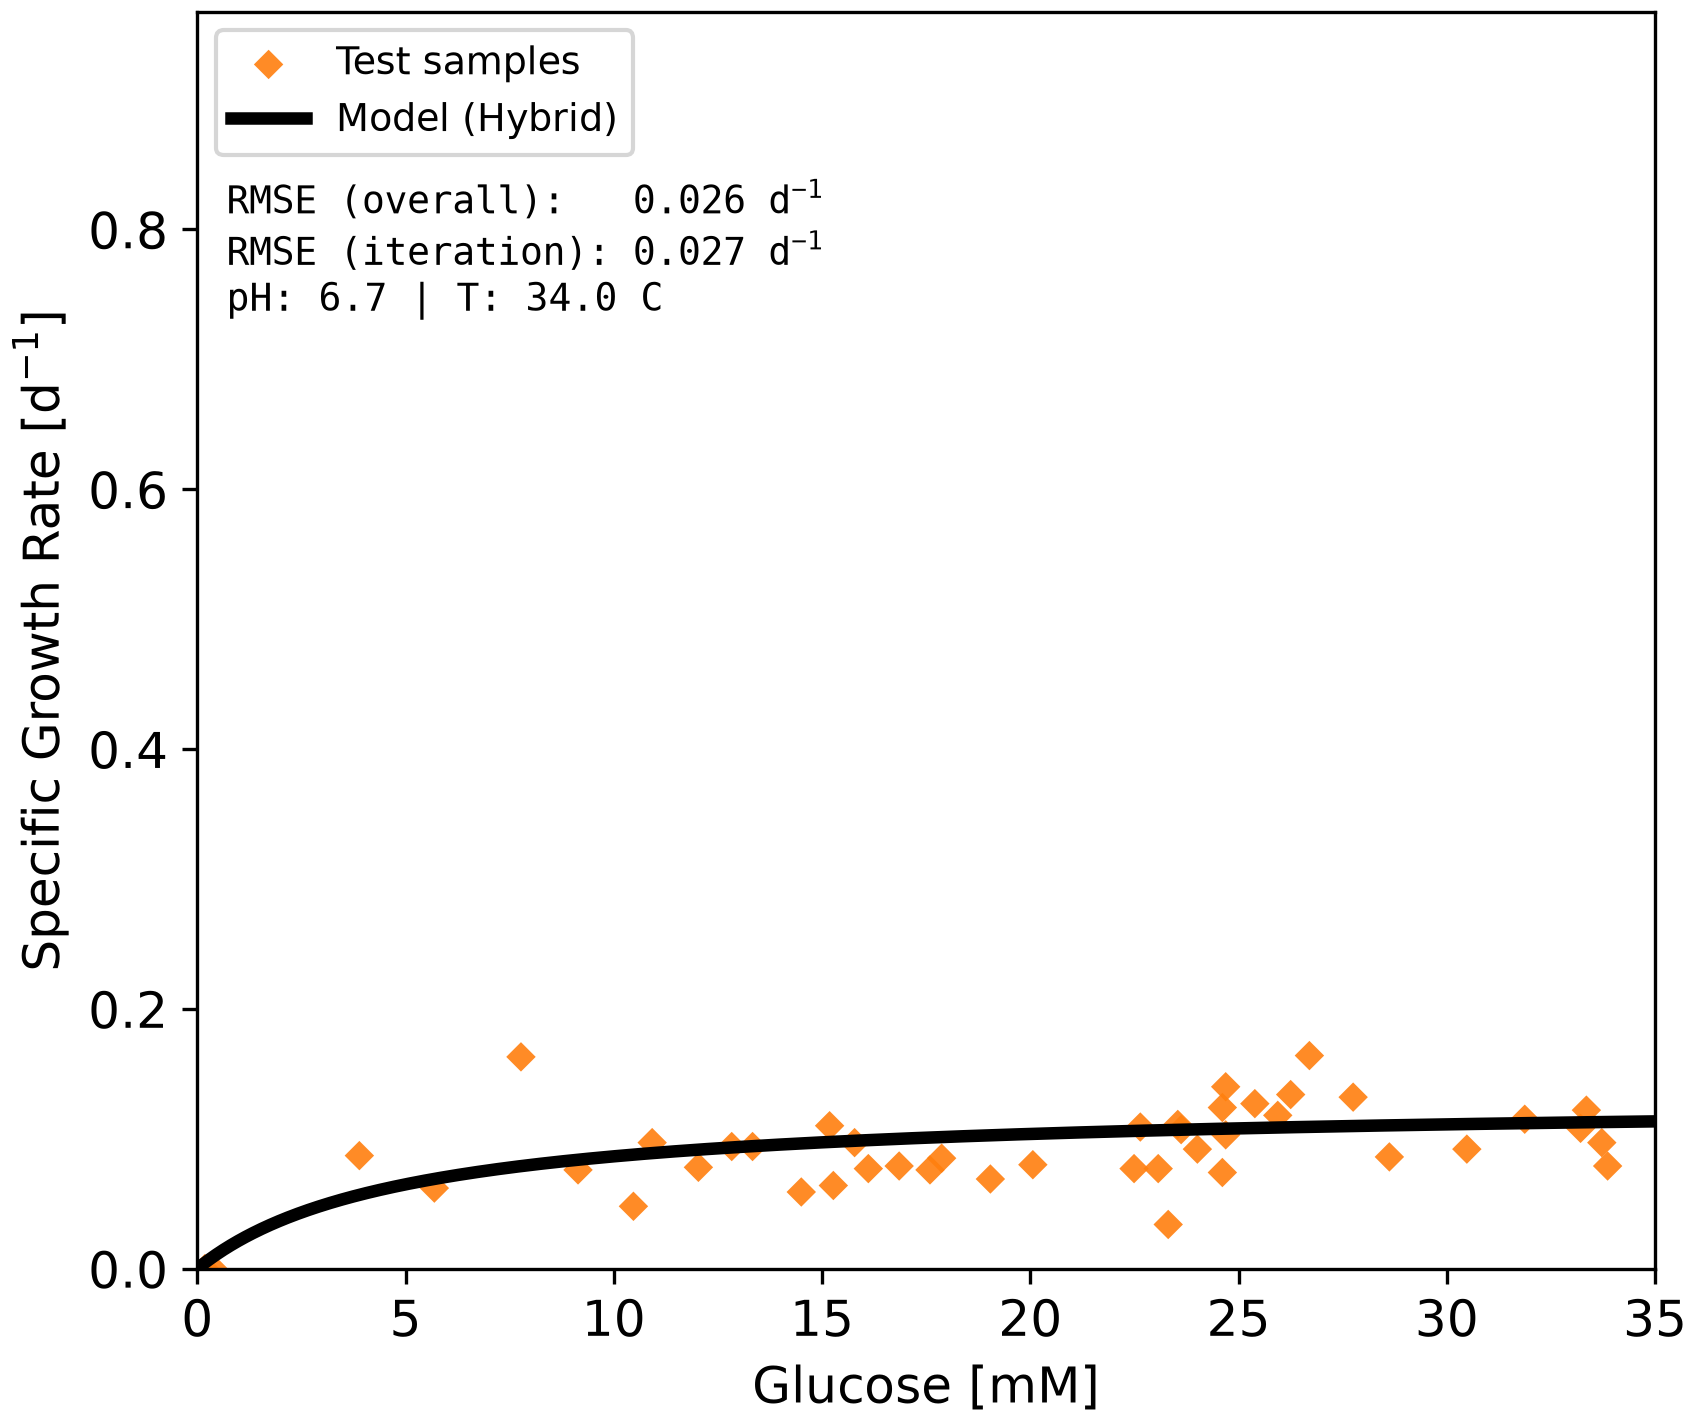 Test samples
Model (Hybrid)
RMSE (overall):   0.026 d⁻¹
RMSE (iteration): 0.027 d⁻¹
pH: 6.7 | T: 34.0 C
Specific Growth Rate [d⁻¹]
0.8
0.6
0.4
0.2
0.0
0 5 10 15 20 25 30 35
Glucose [mM]